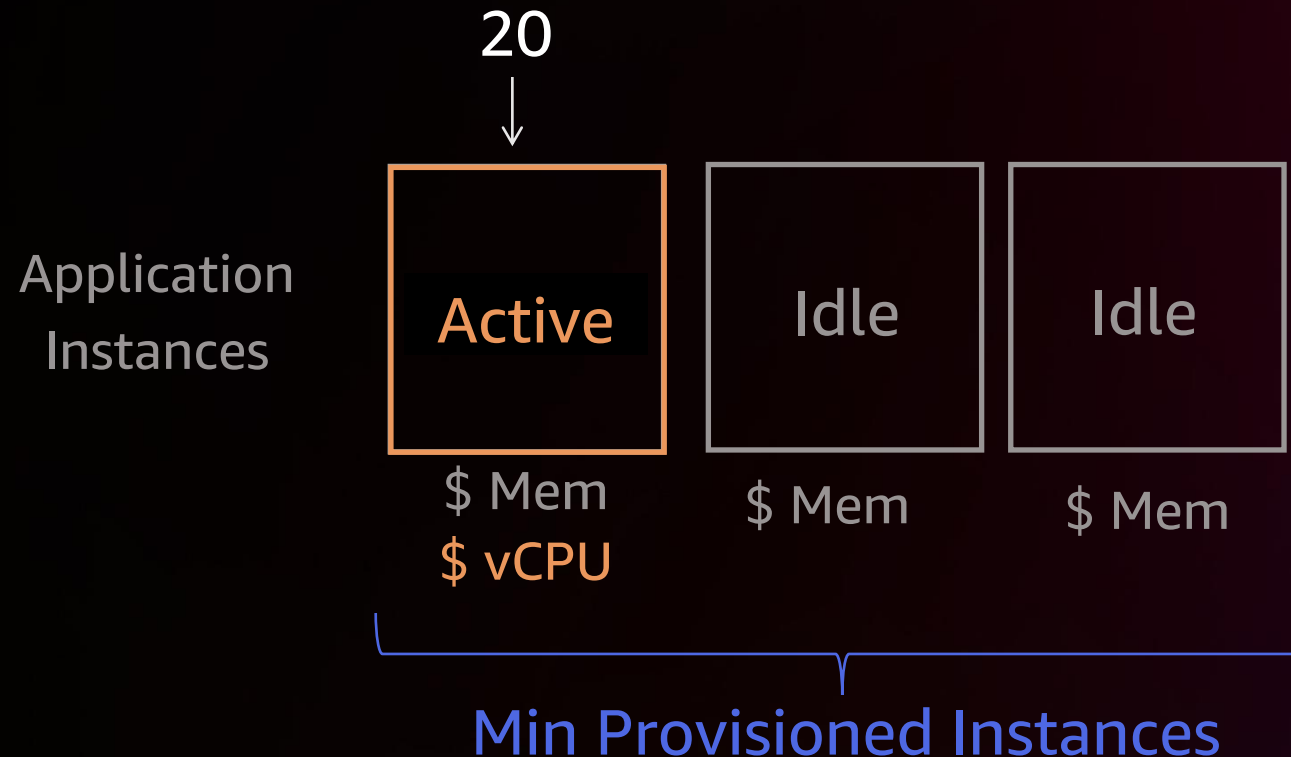 20
Application
Instances
Active
Idle
Idle
$ Mem
$ vCPU
$ Mem
$ Mem
Min Provisioned Instances